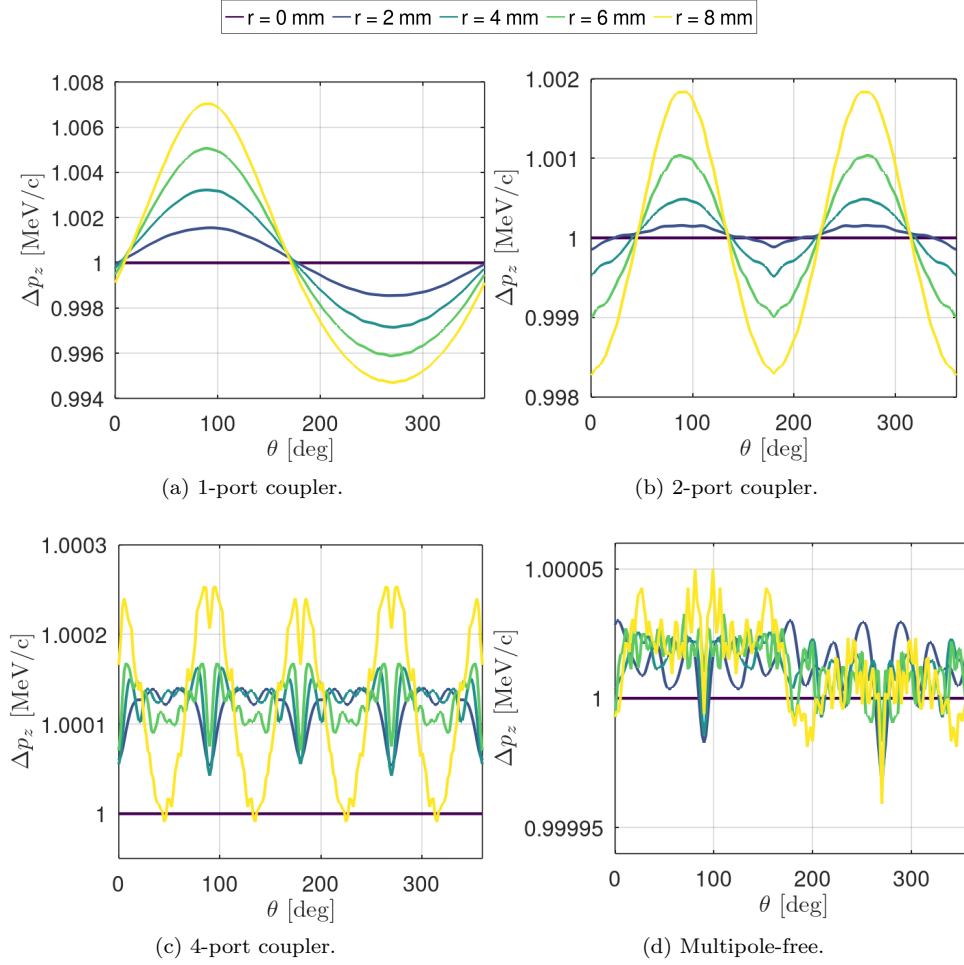 r = 0 mm r = 2 mm r = 4 mm r = 6 mm r = 8 mm
1.008
1.006
1.004
1.002
1
0.998
0.996
0.994
Δp_z [MeV/c]
0 100 200 300
θ [deg]
(a) 1-port coupler.
1.002
1.001
1
0.999
0.998
Δp_z [MeV/c]
0 100 200 300
θ [deg]
(b) 2-port coupler.
1.0003
1.0002
1.0001
1
Δp_z [MeV/c]
0 100 200 300
θ [deg]
(c) 4-port coupler.
1.00005
1
0.99995
Δp_z [MeV/c]
0 100 200 300
θ [deg]
(d) Multipole-free.